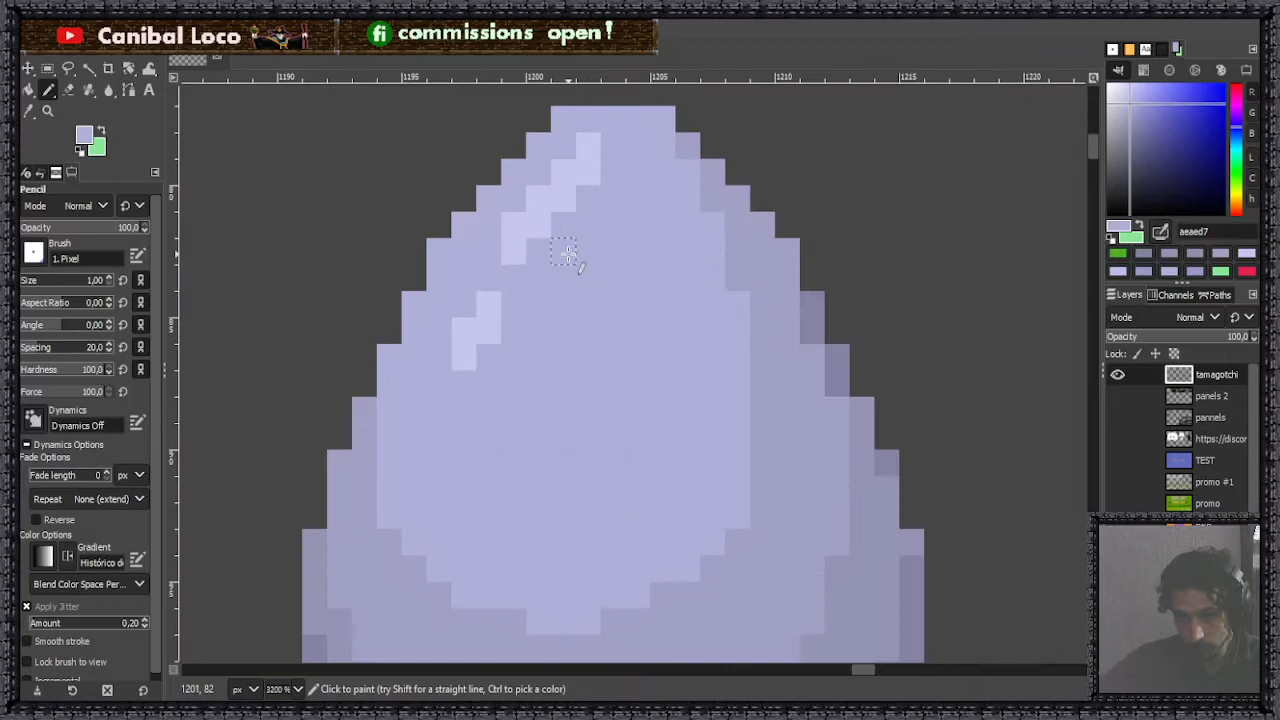 Canibal Loco
fi commissions open!
1190 1195 1200 1205 1210 1215 1220
Pencil
Mode Normal
Opacity 100,0
Brush
1. Pixel
Size 1,00
Aspect Ratio 0,00
Angle 0,00
Spacing 20,0
Hardness 100,0
Force 100,0
Dynamics
Dynamics Off
Dynamics Options
Fade Options
Fade length 0 px
Repeat None (extend)
Reverse
Color Options
Gradient
Histórico d
Blend Color Space Per...
Apply Jitter
Amount 0,20
Smooth stroke
Lock brush to view
Incremental
1201, 82 px 3200 % Click to paint (try Shift for a straight line, Ctrl to pick a color)
Aa
R
G
B
L
C
h
aeaed7
Layers Channels Paths
Mode Normal
Opacity 100,0
Lock:
tamagotchi
panels 2
pannels
https://discor
TEST
promo #1
promo